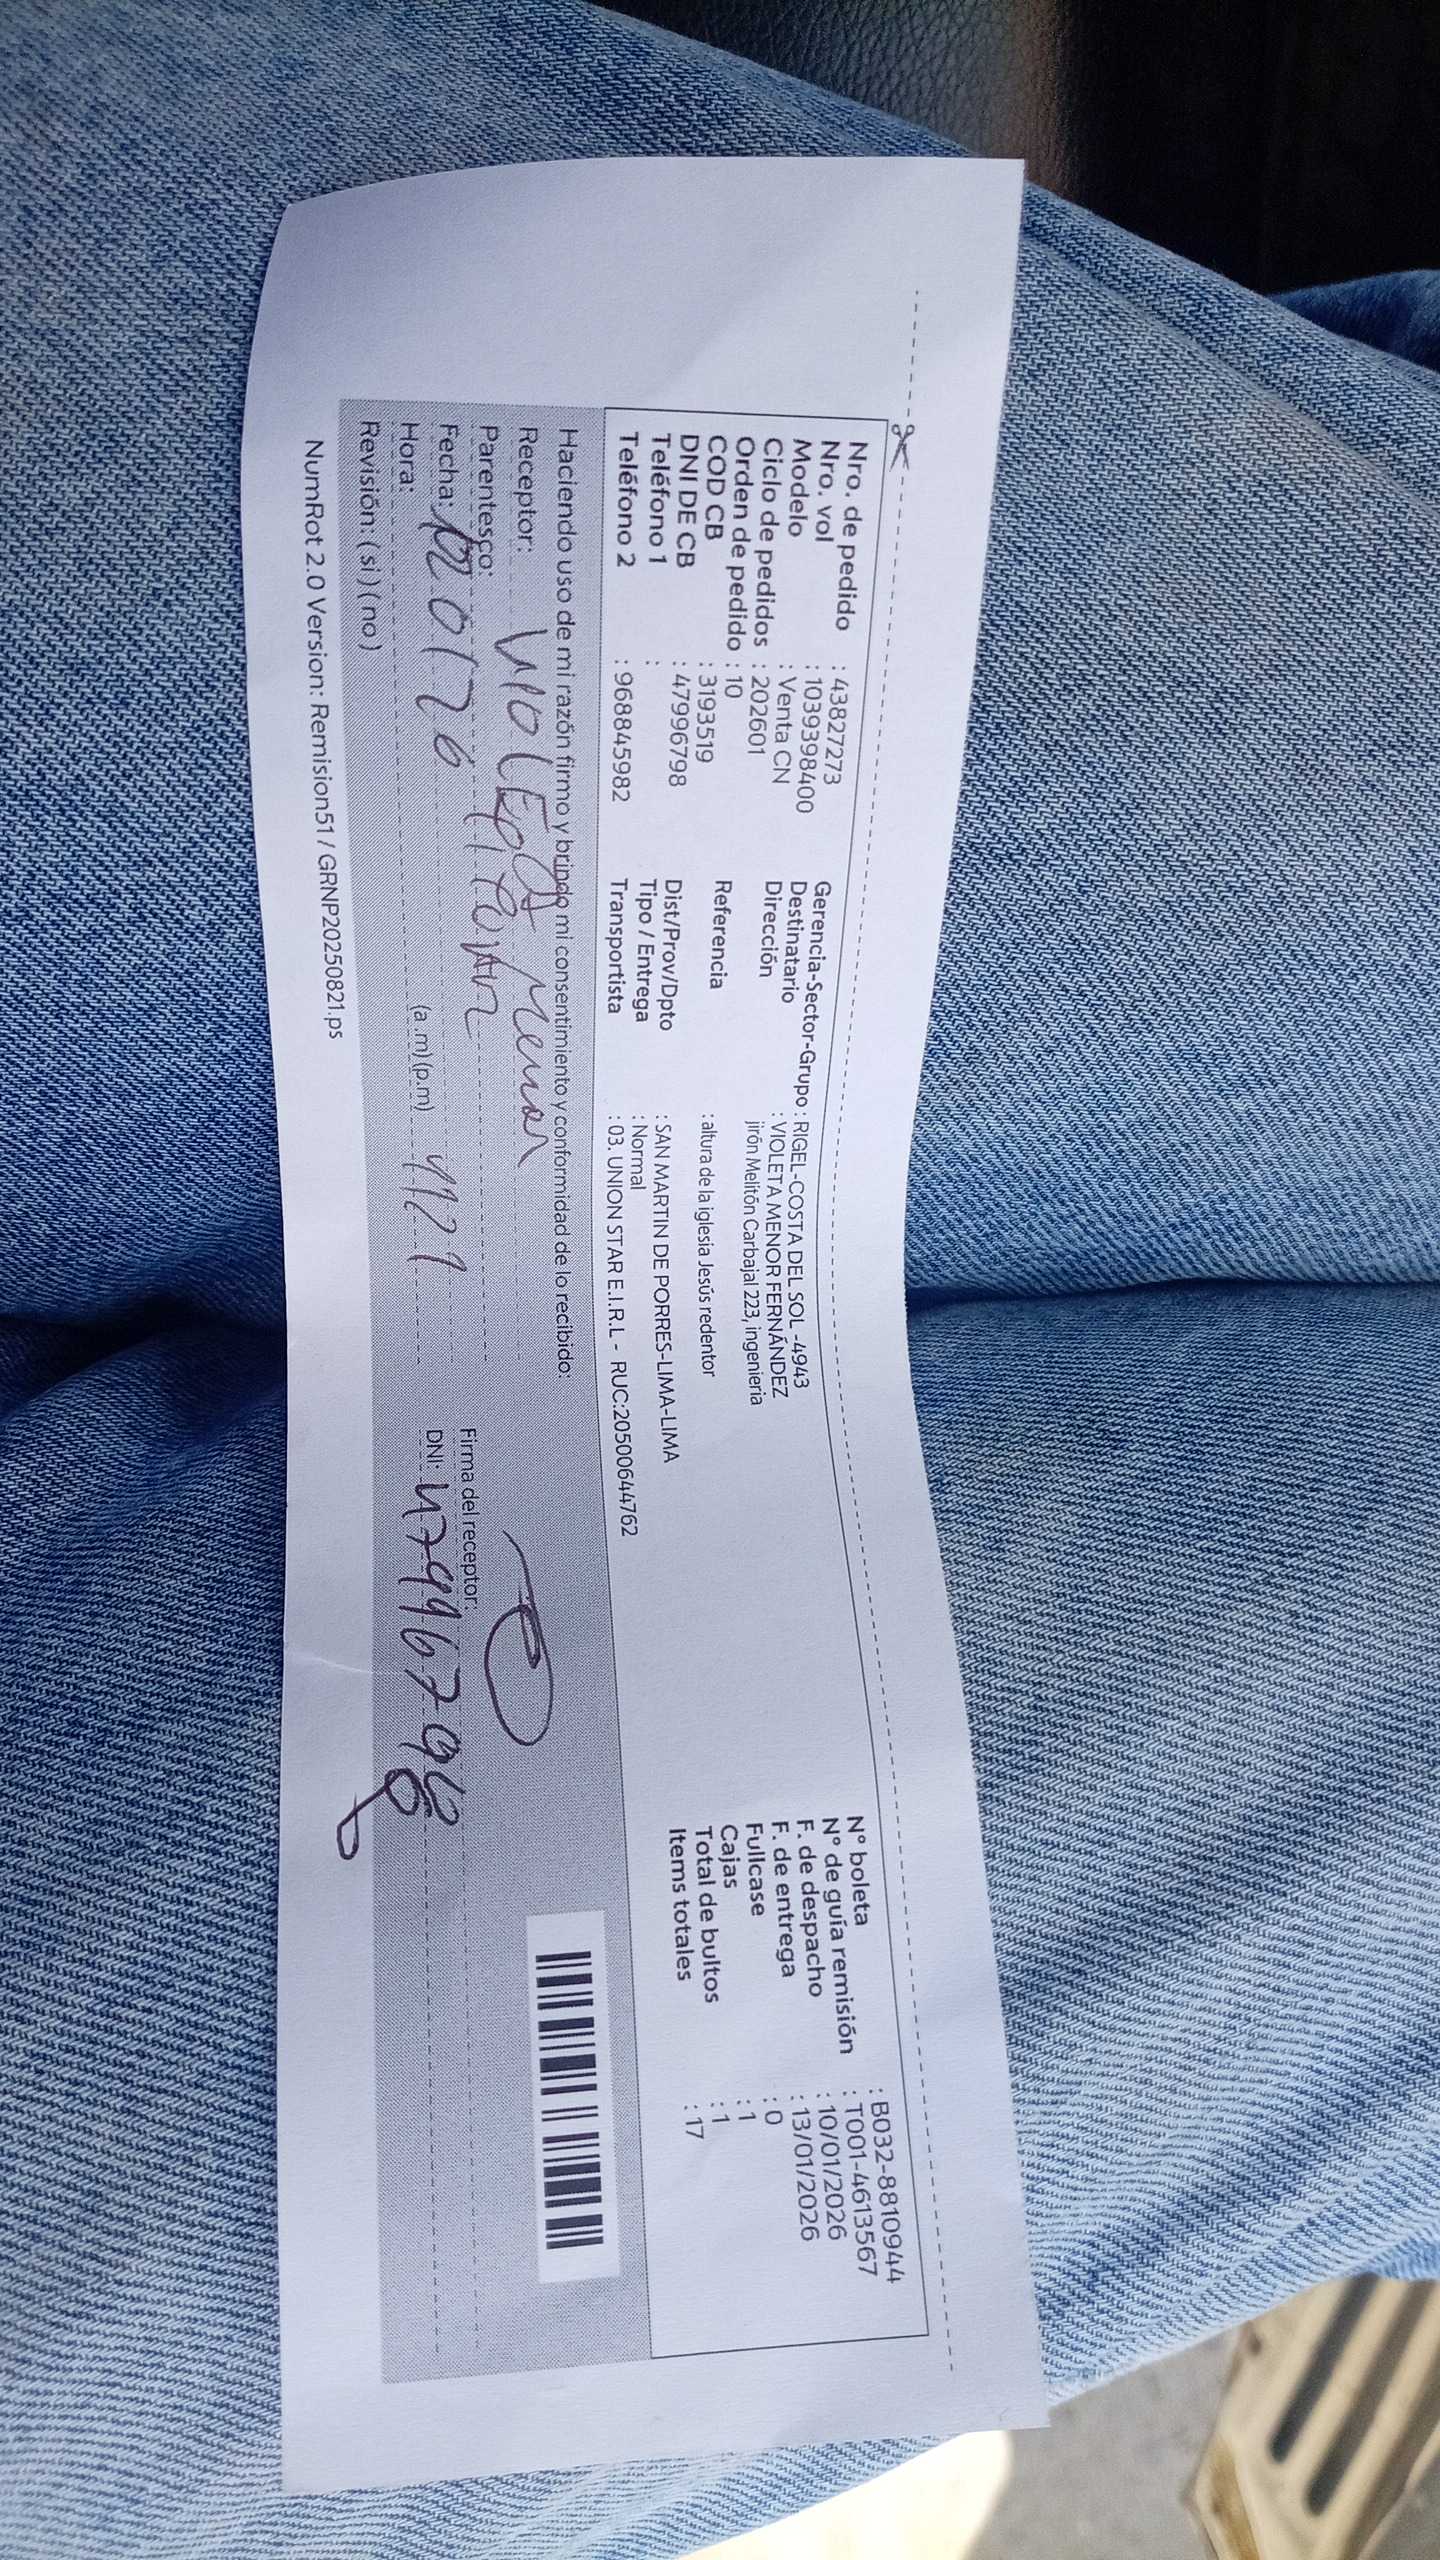 Nro. de pedido : 43827273
Nro. vol : 1039398400
Modelo : Venta CN
Ciclo de pedidos : 202601
Orden de pedido : 10
COD CB : 3193519
DNI DE CB : 47996798
Teléfono 1 :
Teléfono 2 : 968845982
Gerencia-Sector-Grupo : RIGEL-COSTA DEL SOL -4943
Destinatario : VIOLETA MENOR FERNÁNDEZ
Dirección jirón Melitón Carbajal 223, ingenieria
Referencia : altura de la iglesia Jesús redentor
Dist/Prov/Dpto : SAN MARTIN DE PORRES-LIMA-LIMA
Tipo / Entrega : Normal
Transportista : 03. UNION STAR E.I.R.L - RUC:20500644762
N° boleta : B032-8810944
N° de guía remisión : T001-4613567
F. de despacho : 10/01/2026
F. de entrega : 13/01/2026
Fullcase : 0
Cajas : 1
Total de bultos : 1
Items totales : 17
Haciendo uso de mi razón firmo y brindo mi consentimiento y conformidad de lo recibido:
Receptor: Violeta Menor
Parentesco: titular
Fecha:
Hora: (a.m) (p.m)
Revisión: ( si ) ( no )
Firma del receptor:
DNI: 47996798
NumRot 2.0 Version: Remision51 / GRNP20250821.ps